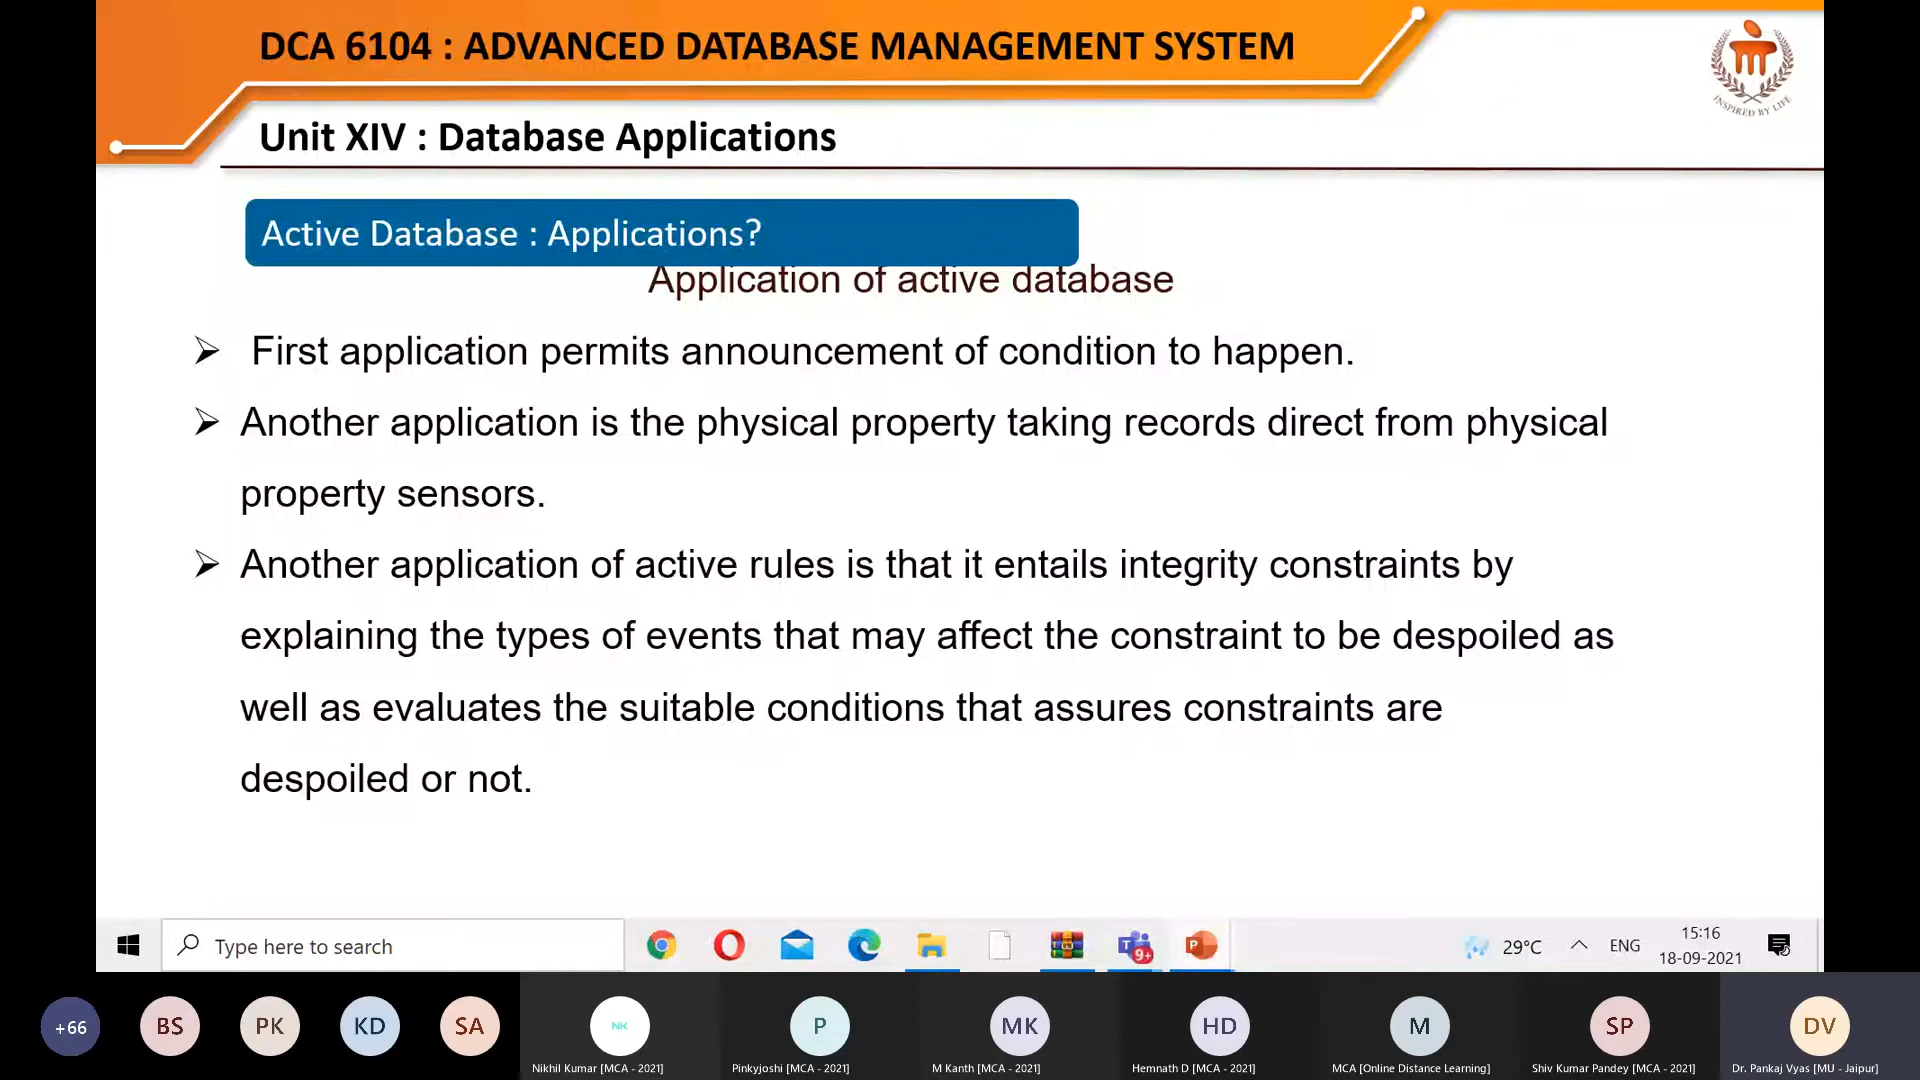 DCA 6104 : ADVANCED DATABASE MANAGEMENT SYSTEM
INSPIRED BY LIFE
Unit XIV : Database Applications
Active Database : Applications?
Application of active database
➢ First application permits announcement of condition to happen.
➢ Another application is the physical property taking records direct from physical
property sensors.
➢ Another application of active rules is that it entails integrity constraints by
explaining the types of events that may affect the constraint to be despoiled as
well as evaluates the suitable conditions that assures constraints are
despoiled or not.
Type here to search
9+
P
29°C
ENG
15:16
18-09-2021
+66
BS
PK
KD
SA
NK
P
MK
HD
M
SP
DV
Nikhil Kumar [MCA - 2021]
Pinkyjoshi [MCA - 2021]
M Kanth [MCA - 2021]
Hemnath D [MCA - 2021]
MCA [Online Distance Learning]
Shiv Kumar Pandey [MCA - 2021]
Dr. Pankaj Vyas [MU - Jaipur]